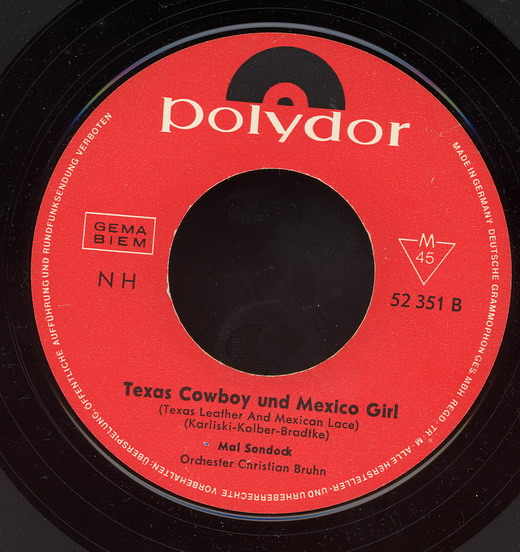 polydor
GEMA
BIEM
NH
M
45
52 351 B
Texas Cowboy und Mexico Girl
(Texas Leather And Mexican Lace)
(Karliski-Kolber-Bradtke)
Mal Sondock
Orchester Christian Bruhn
MADE IN GERMANY. DEUTSCHE GRAMMOPHON GES. MBH. REGD. TR. M. ALLE HERSTELLER- UND URHEBERRECHTE VORBEHALTEN. ÜBERSPIELUNG, ÖFFENTLICHE AUFFÜHRUNG UND RUNDFUNKSENDUNG VERBOTEN